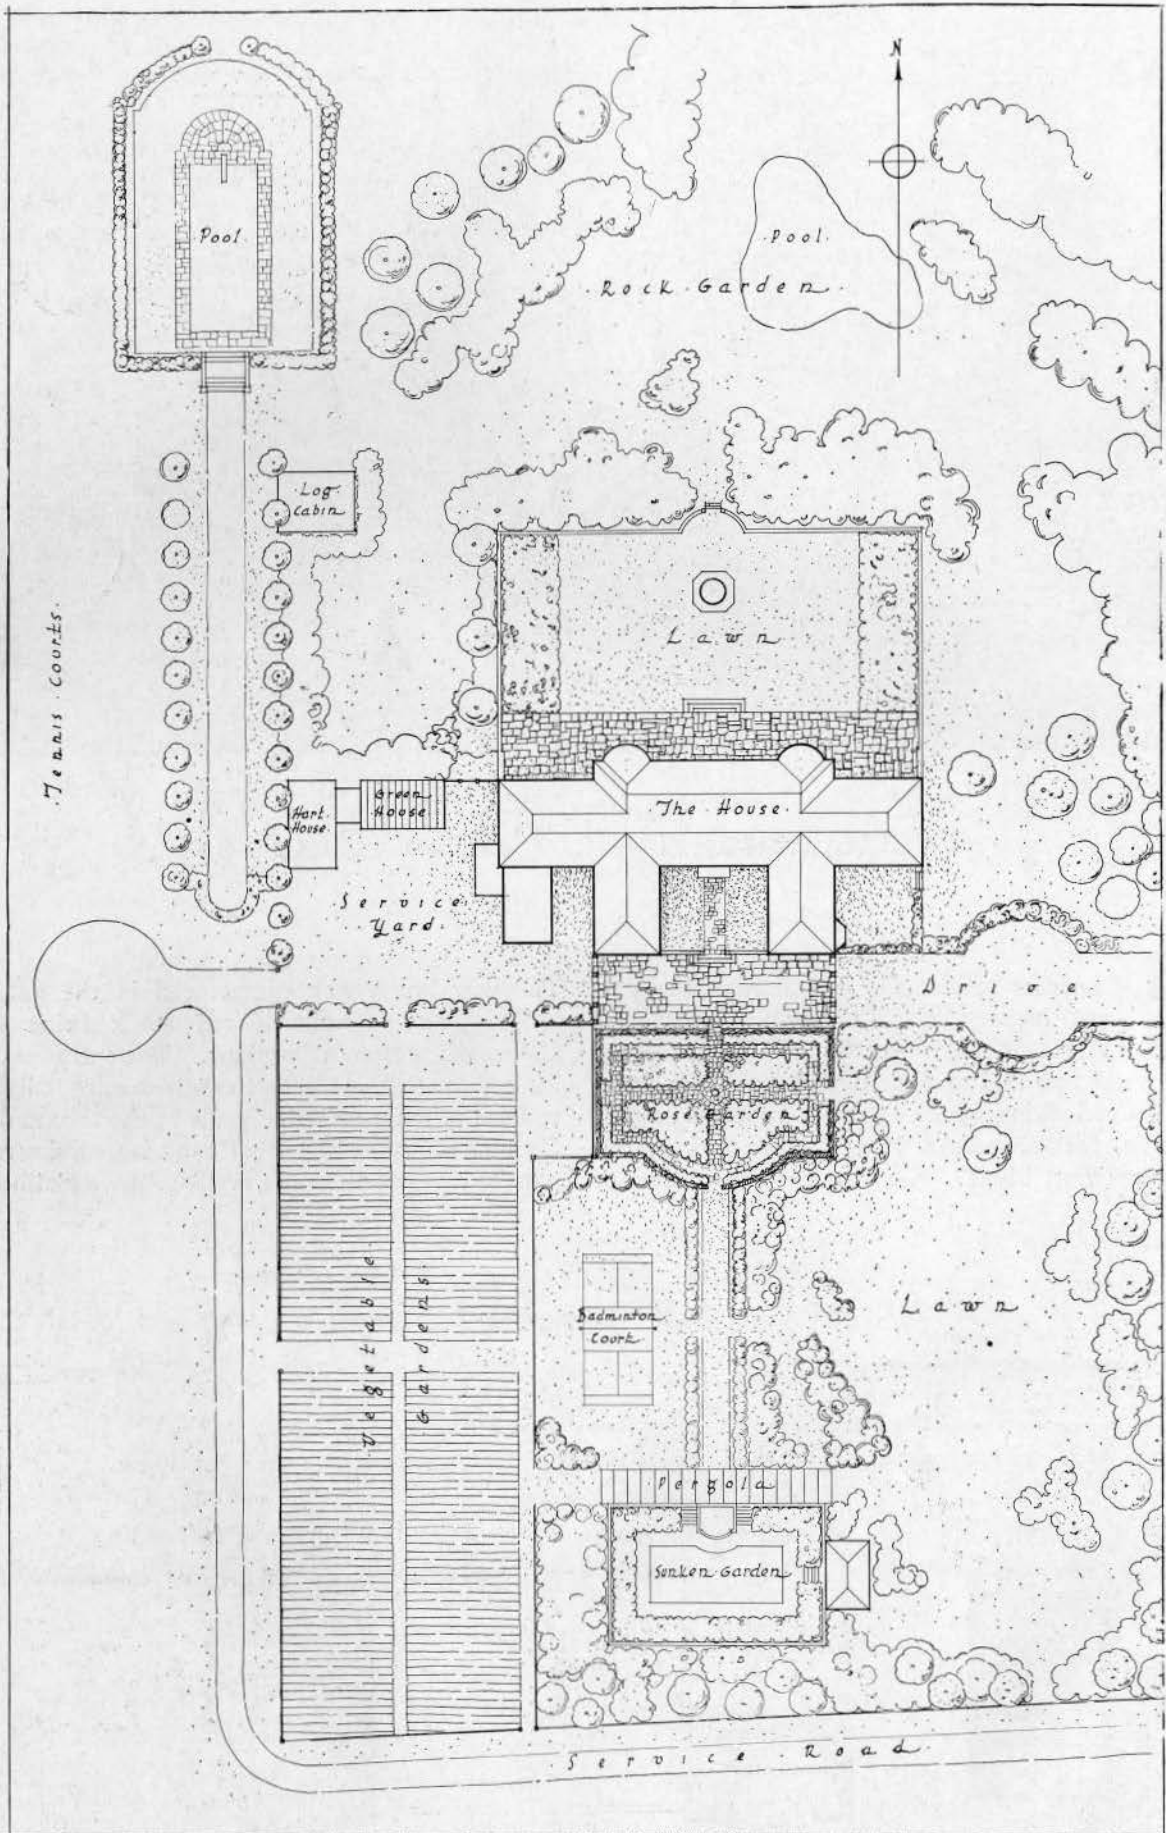 N
Pool.
.Pool.
.Rock.Garden.
.Log.
Cabin
Lawn
.Tennis.Courts.
Green
House
Hart
House.
.The.House.
.Service.
Yard.
Drive
Rose.Garden
Vegetable
Gardens.
Badminton
Court
Lawn
Pergola
Sunken Garden
.Service.Road.